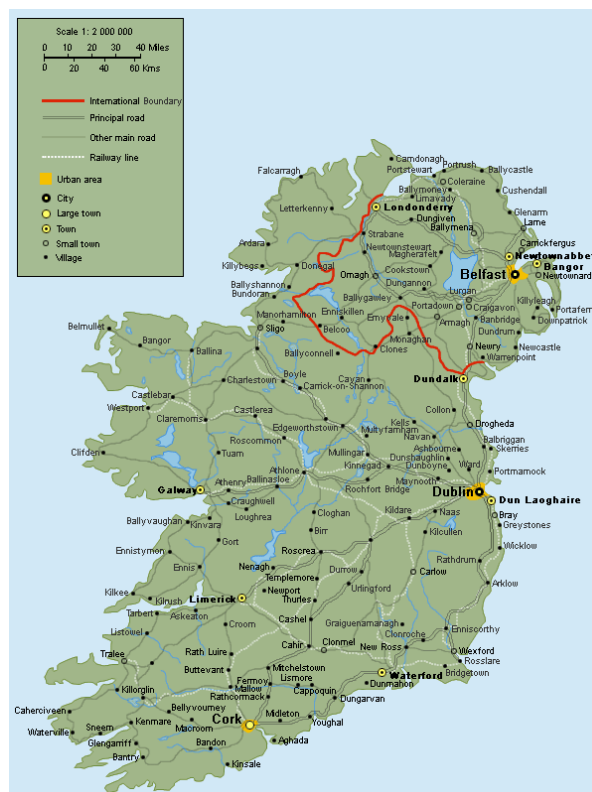 Scale 1: 2 000 000
0 10 20 30 40 Miles
0 20 40 60 Kms
International Boundary
Principal road
Other main road
Railway line
Urban area
City
Large town
Town
Small town
Village
Carndonagh
Portrush
Portstewart
Ballycastle
Falcarragh
Coleraine
Ballymoney
Cushendall
Limavady
Letterkenny
Londonderry
Glenarm
Dungiven
Larne
Ballymena
Strabane
Carrickfergus
Ardara
Newtownstewart
Magherafelt
Newtownabbey
Bangor
Killybegs
Donegal
Cookstown
Omagh
Belfast
Newtownard
Dungannon
Ballyshannon
Lurgan
Bundoran
Ballygawley
Killyleagh
Portadown
Craigavon
Portaferr
Manorhamilton
Enniskillen
Emyvale
Banbridge
Downpatrick
Armagh
Belmullet
Sligo
Belcoo
Dundrum
Monaghan
Bangor
Newry
Newcastle
Ballina
Ballyconnell
Clones
Warrenpoint
Boyle
Charlestown
Cavan
Dundalk
Carrick-on-Shannon
Castlebar
Westport
Collon
Castlerea
Claremorris
Kells
Drogheda
Edgeworthstown
Multyfarnham
Navan
Roscommon
Balbriggan
Clifden
Tuam
Mullingar
Ashbourne
Skerries
Dunshaughlin
Kinnegad
Dunboyne
Ward
Athlone
Portmarnock
Athenry
Ballinasloe
Maynooth
Galway
Rochfort Bridge
Dublin
Craughwell
Dun Laoghaire
Loughrea
Cloghan
Kildare
Naas
Bray
Ballyvaughan
Kinvara
Greystones
Birr
Kilcullen
Gort
Ennistymon
Roscrea
Wicklow
Ennis
Nenagh
Durrow
Rathdrum
Templemore
Carlow
Kilkee
Newport
Urlingford
Arklow
Kilrush
Limerick
Thurles
Tarbert
Askeaton
Cashel
Graiguenamanagh
Croom
Enniscorthy
Listowel
Clonroche
Clonmel
Cahir
New Ross
Tralee
Rath Luirc
Wexford
Rosslare
Buttevant
Mitchelstown
Bridgetown
Lismore
Waterford
Fermoy
Killorglin
Mallow
Cappoquin
Dunmahon
Rathcormack
Dungarvan
Caherciveen
Bellyvourney
Cork
Midleton
Kenmare
Youghal
Sneem
Macroom
Waterville
Glengarriff
Bandon
Aghada
Bantry
Kinsale